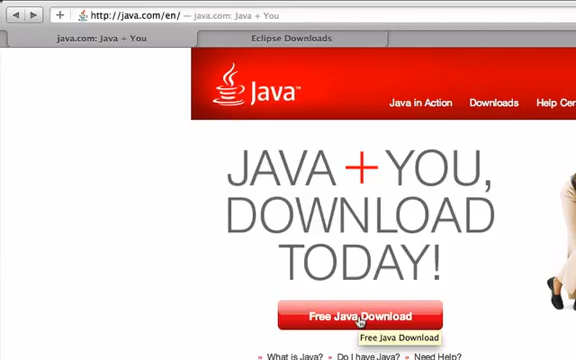 http://java.com/en/ — java.com: Java + You
java.com: Java + You
Eclipse Downloads
Java™
Java in Action Downloads Help Cen
JAVA + YOU,
DOWNLOAD
TODAY!
Free Java Download
Free Java Download
» What is Java? » Do I have Java? » Need Help?